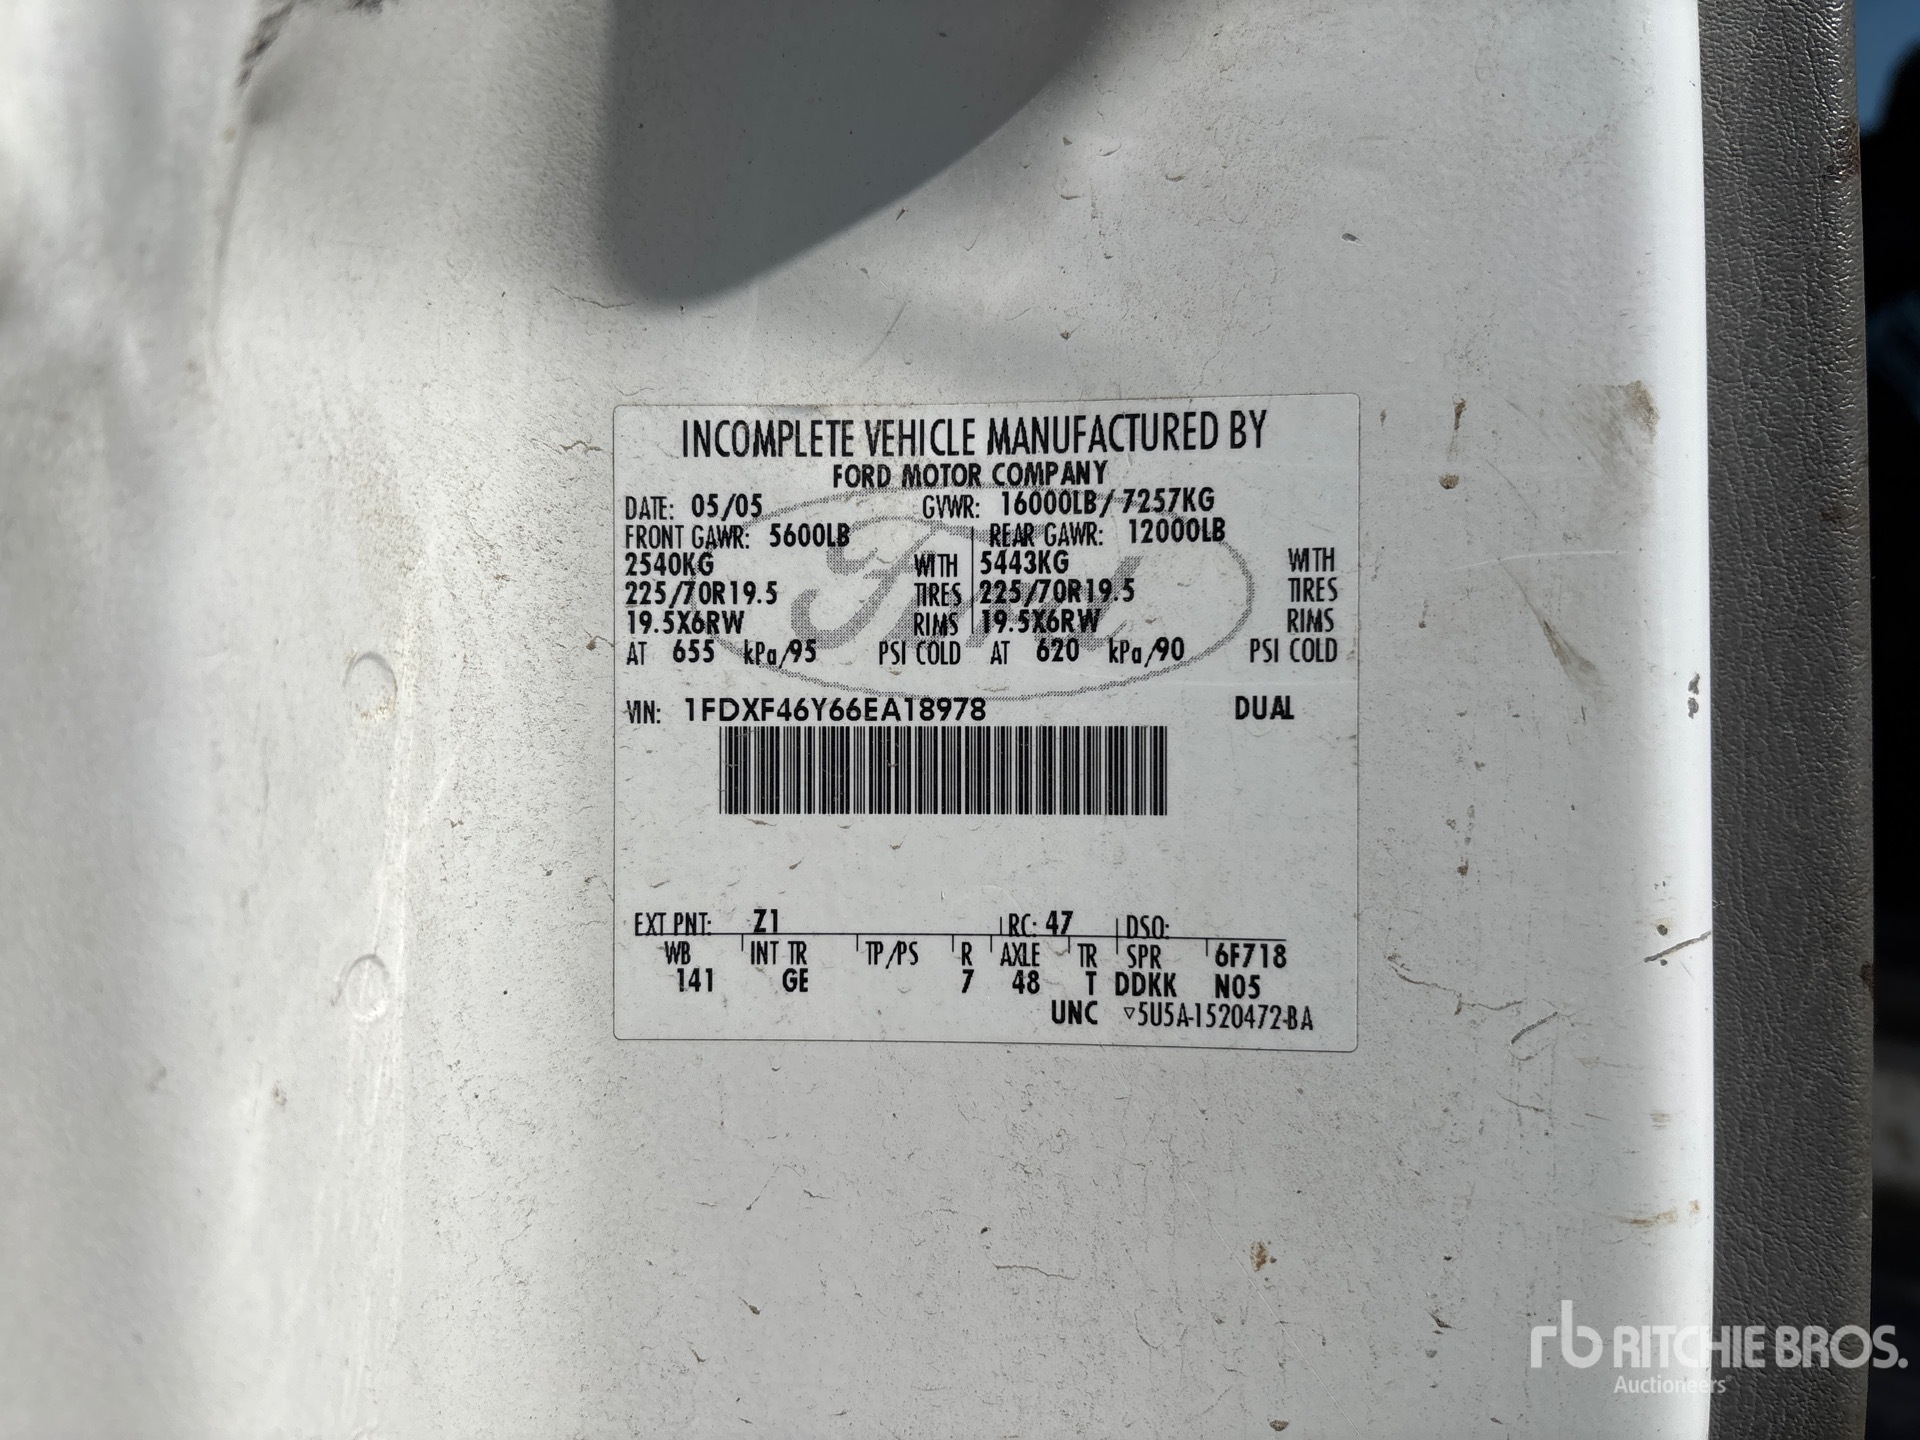 INCOMPLETE VEHICLE MANUFACTURED BY
FORD MOTOR COMPANY
DATE: 05/05 GVWR: 16000LB/ 7257KG
FRONT GAWR: 5600LB REAR GAWR: 12000LB
2540KG WITH 5443KG WITH
225/70R19.5 TIRES 225/70R19.5 TIRES
19.5X6RW RIMS 19.5X6RW RIMS
AT 655 kPa/95 PSI COLD AT 620 kPa/90 PSI COLD
VIN: 1FDXF46Y66EA18978 DUAL
EXT PNT: Z1 RC: 47 DSO:
WB INT TR TP/PS R AXLE TR SPR 6F718
141 GE 7 48 T DDKK N05
UNC ▽5U5A-1520472-BA
Ford
rb RITCHIE BROS.
Auctioneers